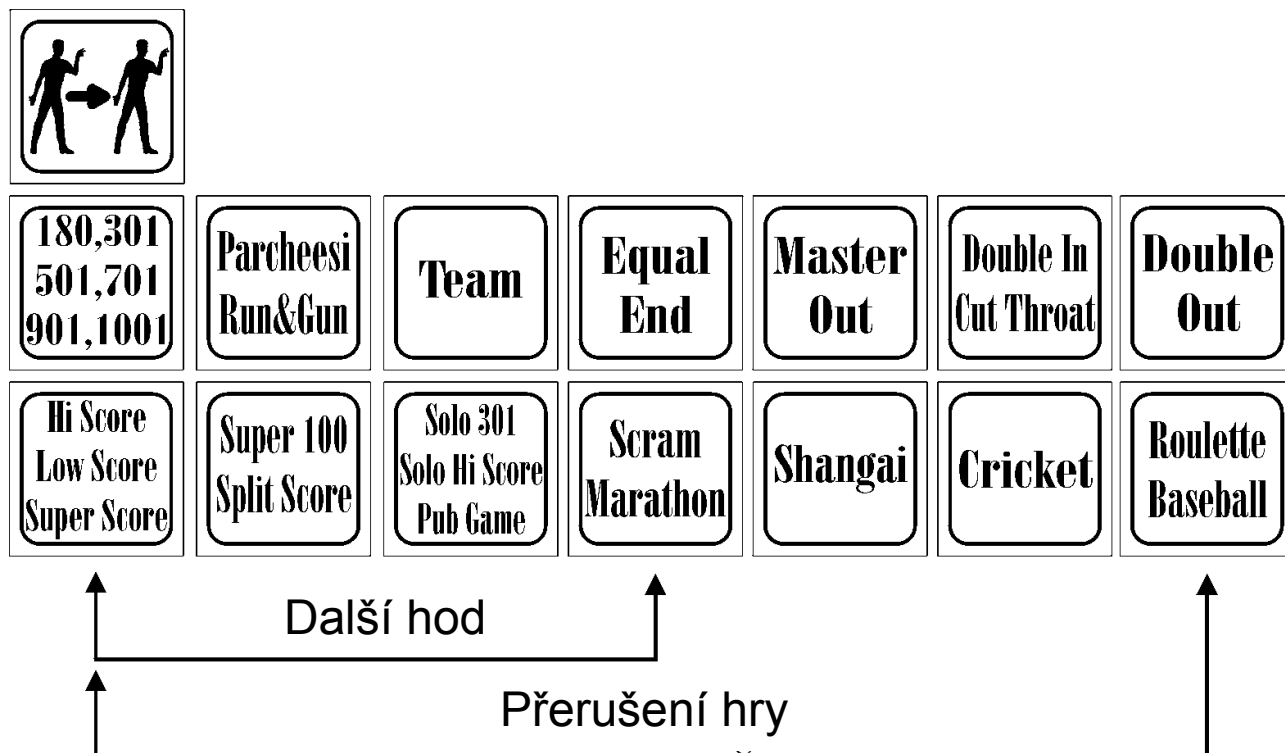 180,301
501,701
901,1001
Parcheesi
Run&Gun
Team
Equal
End
Master
Out
Double In
Cut Throat
Double
Out
Hi Score
Low Score
Super Score
Super 100
Split Score
Solo 301
Solo Hi Score
Pub Game
Scram
Marathon
Shangai
Cricket
Roulette
Baseball
Další hod
Přerušení hry